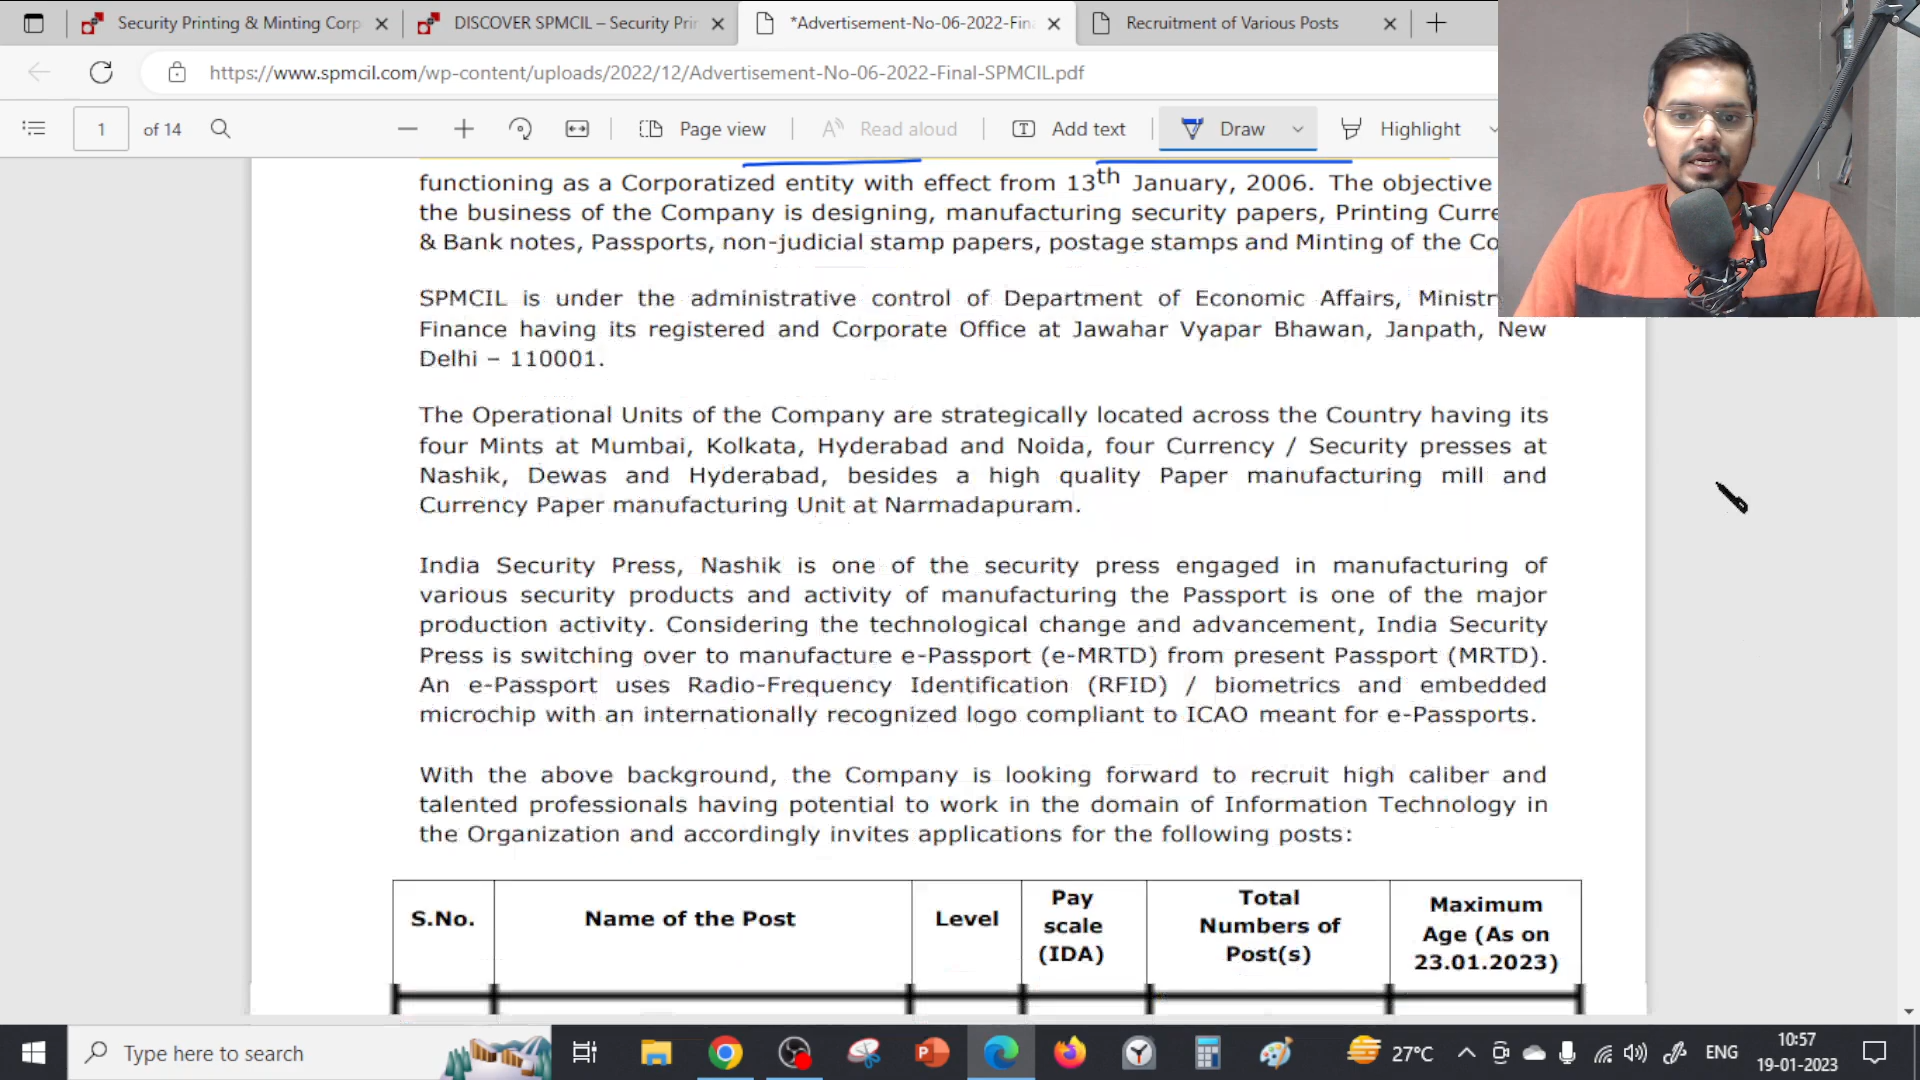 Security Printing & Minting Corp
DISCOVER SPMCIL – Security Prin
*Advertisement-No-06-2022-Fin
Recruitment of Various Posts
https://www.spmcil.com/wp-content/uploads/2022/12/Advertisement-No-06-2022-Final-SPMCIL.pdf
1 of 14
Page view
Read aloud
Add text
Draw
Highlight
functioning as a Corporatized entity with effect from 13th January, 2006. The objective
the business of the Company is designing, manufacturing security papers, Printing Curre
& Bank notes, Passports, non-judicial stamp papers, postage stamps and Minting of the Co
SPMCIL is under the administrative control of Department of Economic Affairs, Ministr
Finance having its registered and Corporate Office at Jawahar Vyapar Bhawan, Janpath, New
Delhi – 110001.
The Operational Units of the Company are strategically located across the Country having its
four Mints at Mumbai, Kolkata, Hyderabad and Noida, four Currency / Security presses at
Nashik, Dewas and Hyderabad, besides a high quality Paper manufacturing mill and
Currency Paper manufacturing Unit at Narmadapuram.
India Security Press, Nashik is one of the security press engaged in manufacturing of
various security products and activity of manufacturing the Passport is one of the major
production activity. Considering the technological change and advancement, India Security
Press is switching over to manufacture e-Passport (e-MRTD) from present Passport (MRTD).
An e-Passport uses Radio-Frequency Identification (RFID) / biometrics and embedded
microchip with an internationally recognized logo compliant to ICAO meant for e-Passports.
With the above background, the Company is looking forward to recruit high caliber and
talented professionals having potential to work in the domain of Information Technology in
the Organization and accordingly invites applications for the following posts:
S.No.
Name of the Post
Level
Pay
scale
(IDA)
Total
Numbers of
Post(s)
Maximum
Age (As on
23.01.2023)
Type here to search
27°C
ENG
10:57
19-01-2023